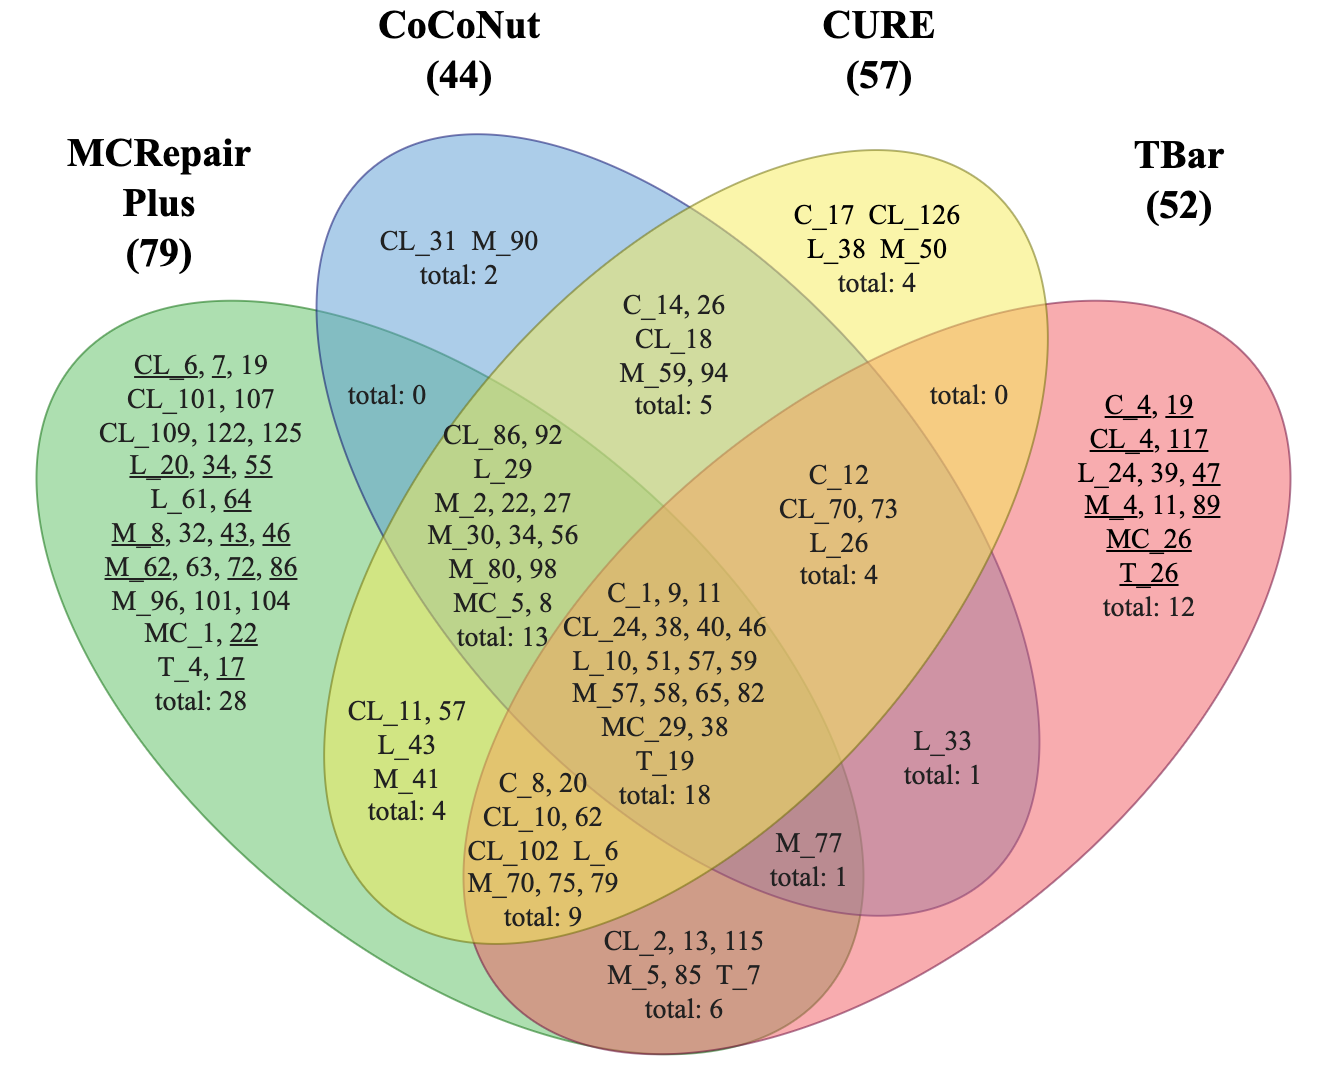 CoCoNut
(44)
CURE
(57)
MCRepair
Plus
(79)
TBar
(52)
CL_31 M_90
total: 2
C_17 CL_126
L_38 M_50
total: 4
C_14, 26
CL_18
M_59, 94
total: 5
CL_6, 7, 19
CL_101, 107
CL_109, 122, 125
L_20, 34, 55
L_61, 64
M_8, 32, 43, 46
M_62, 63, 72, 86
M_96, 101, 104
MC_1, 22
T_4, 17
total: 28
total: 0
total: 0
C_4, 19
CL_4, 117
L_24, 39, 47
M_4, 11, 89
MC_26
T_26
total: 12
CL_86, 92
L_29
M_2, 22, 27
M_30, 34, 56
M_80, 98
MC_5, 8
total: 13
C_12
CL_70, 73
L_26
total: 4
C_1, 9, 11
CL_24, 38, 40, 46
L_10, 51, 57, 59
M_57, 58, 65, 82
MC_29, 38
T_19
total: 18
CL_11, 57
L_43
M_41
total: 4
C_8, 20
CL_10, 62
CL_102 L_6
M_70, 75, 79
total: 9
L_33
total: 1
M_77
total: 1
CL_2, 13, 115
M_5, 85 T_7
total: 6